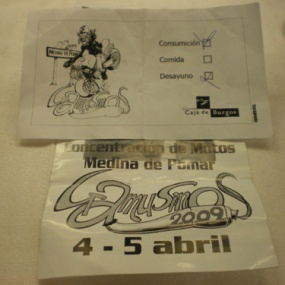 Consumición
Comida
Desayuno
Caja de Burgos
Concentración de Motos
Medina de Pomar
2009
4 - 5 abril